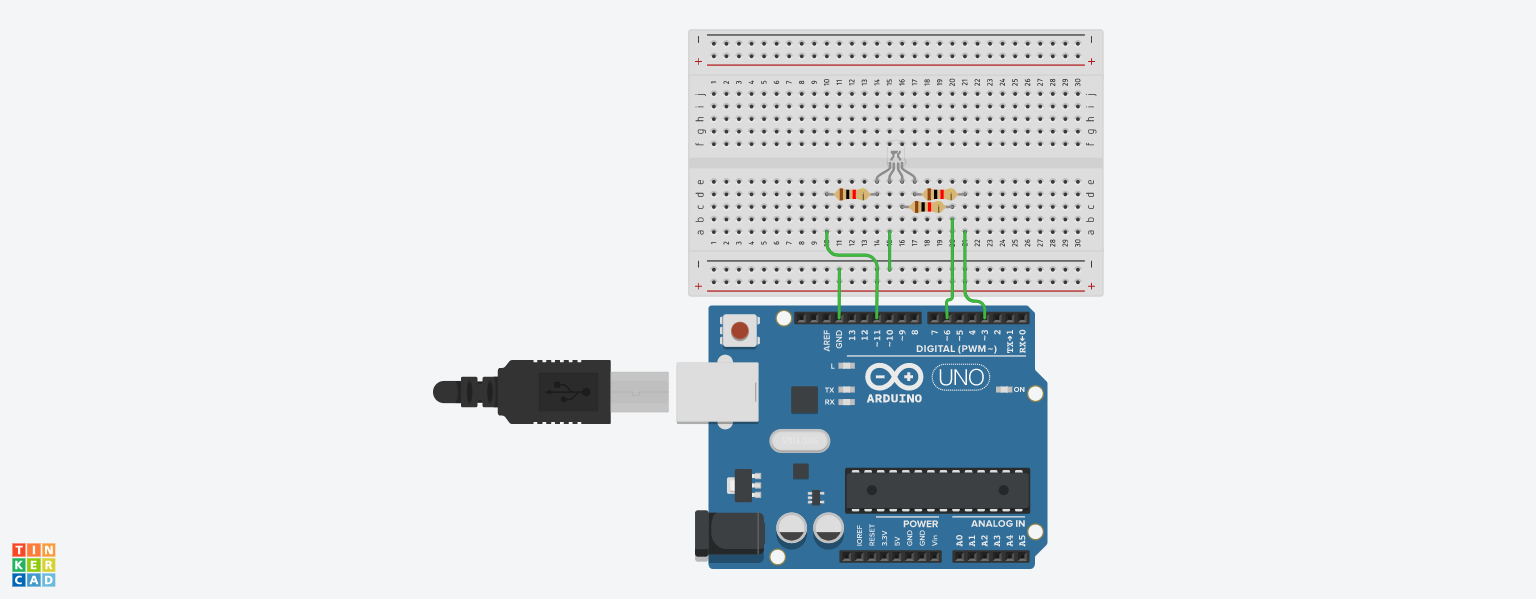 − −
+ +
1 2 3 4 5 6 7 8 9 10 11 12 13 14 15 16 17 18 19 20 21 22 23 24 25 26 27 28 29 30
j j
i i
h h
g g
f f
e e
d d
c c
b b
a a
1 2 3 4 5 6 7 8 9 10 11 12 13 14 15 16 17 18 19 20 21 22 23 24 25 26 27 28 29 30
− −
+ +
AREF GND 13 12 ~11 ~10 ~9 8 7 ~6 ~5 4 ~3 2 TX→1 RX←0
DIGITAL (PWM~)
L
TX
RX
UNO
ON
ARDUINO
POWER ANALOG IN
IOREF RESET 3.3V 5V GND GND Vin A0 A1 A2 A3 A4 A5
TIN
KER
CAD